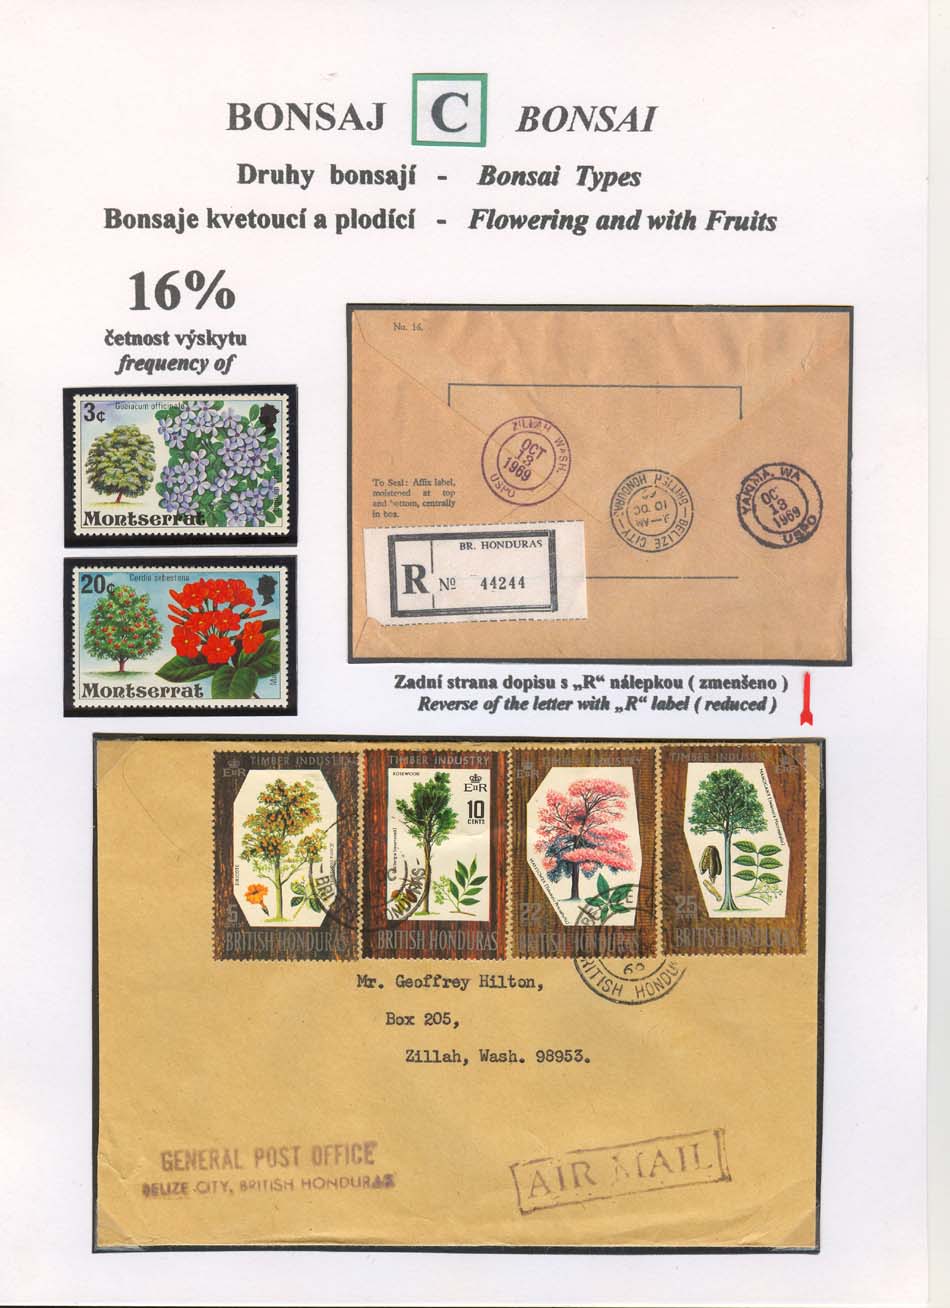 BONSAJ C BONSAI
Druhy bonsají - Bonsai Types
Bonsaje kvetoucí a plodící - Flowering and with Fruits
16%
četnost výskytu
frequency of
3¢
Guaiacum officinale
Montserrat
20¢
Cordia sebestena
Montserrat
No. 16.
To Seal: Affix label,
moistened at top
and bottom, centrally
in box.
ZILLAH WASH.
OCT
13
1969
USPO
BELIZE CITY
BRITISH HONDURAS
AM
10 OC
YAKIMA, WA
OC
13
1969
USPO
BR. HONDURAS
R No 44244
Zadní strana dopisu s „R“ nálepkou ( zmenšeno )
Reverse of the letter with „R“ label ( reduced )
TIMBER INDUSTRY
EIIR
5
BRITISH HONDURAS
TIMBER INDUSTRY
ROSEWOOD
EIIR
10
CENTS
BRITISH HONDURAS
TIMBER INDUSTRY
EIIR
22
BRITISH HONDURAS
TIMBER INDUSTRY
EIIR
25
BRITISH HONDURAS
BRITISH HONDU
Mr. Geoffrey Hilton,
Box 205,
Zillah, Wash. 98953.
GENERAL POST OFFICE
BELIZE CITY, BRITISH HONDURAS
AIR MAIL